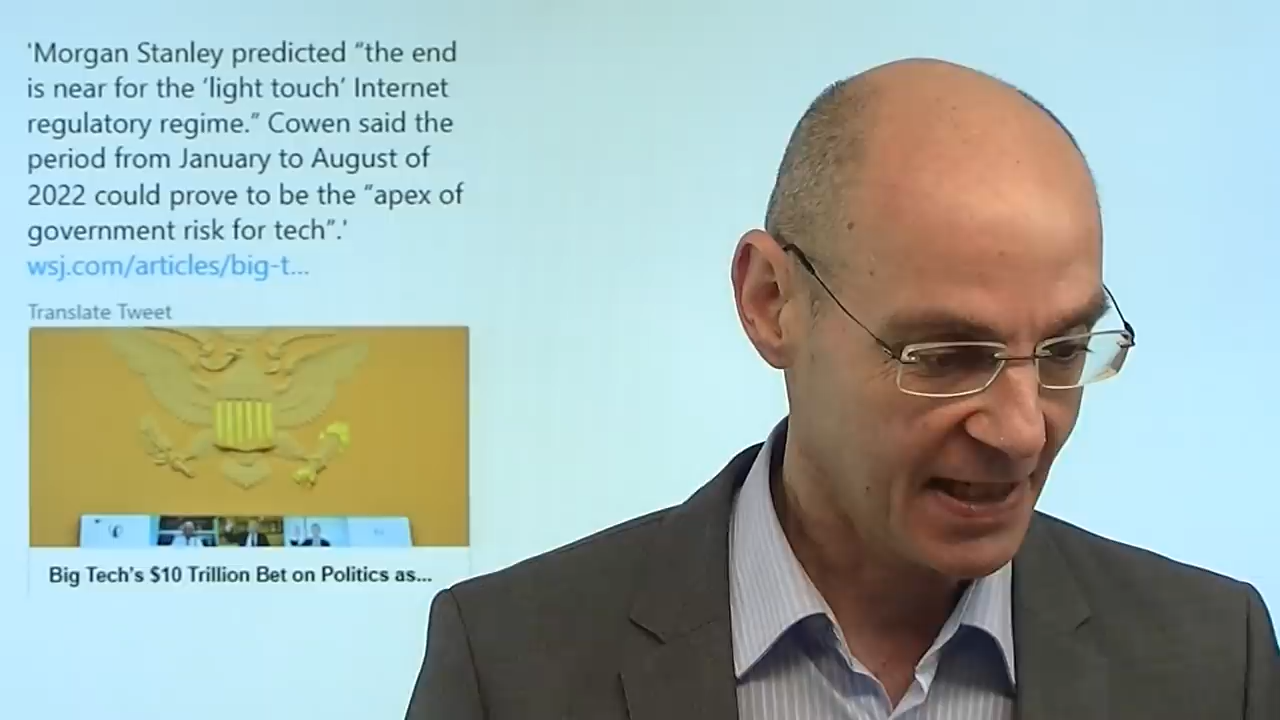 'Morgan Stanley predicted “the end
is near for the ‘light touch’ Internet
regulatory regime.” Cowen said the
period from January to August of
2022 could prove to be the “apex of
government risk for tech”.'
wsj.com/articles/big-t...
Translate Tweet
Big Tech’s $10 Trillion Bet on Politics as...